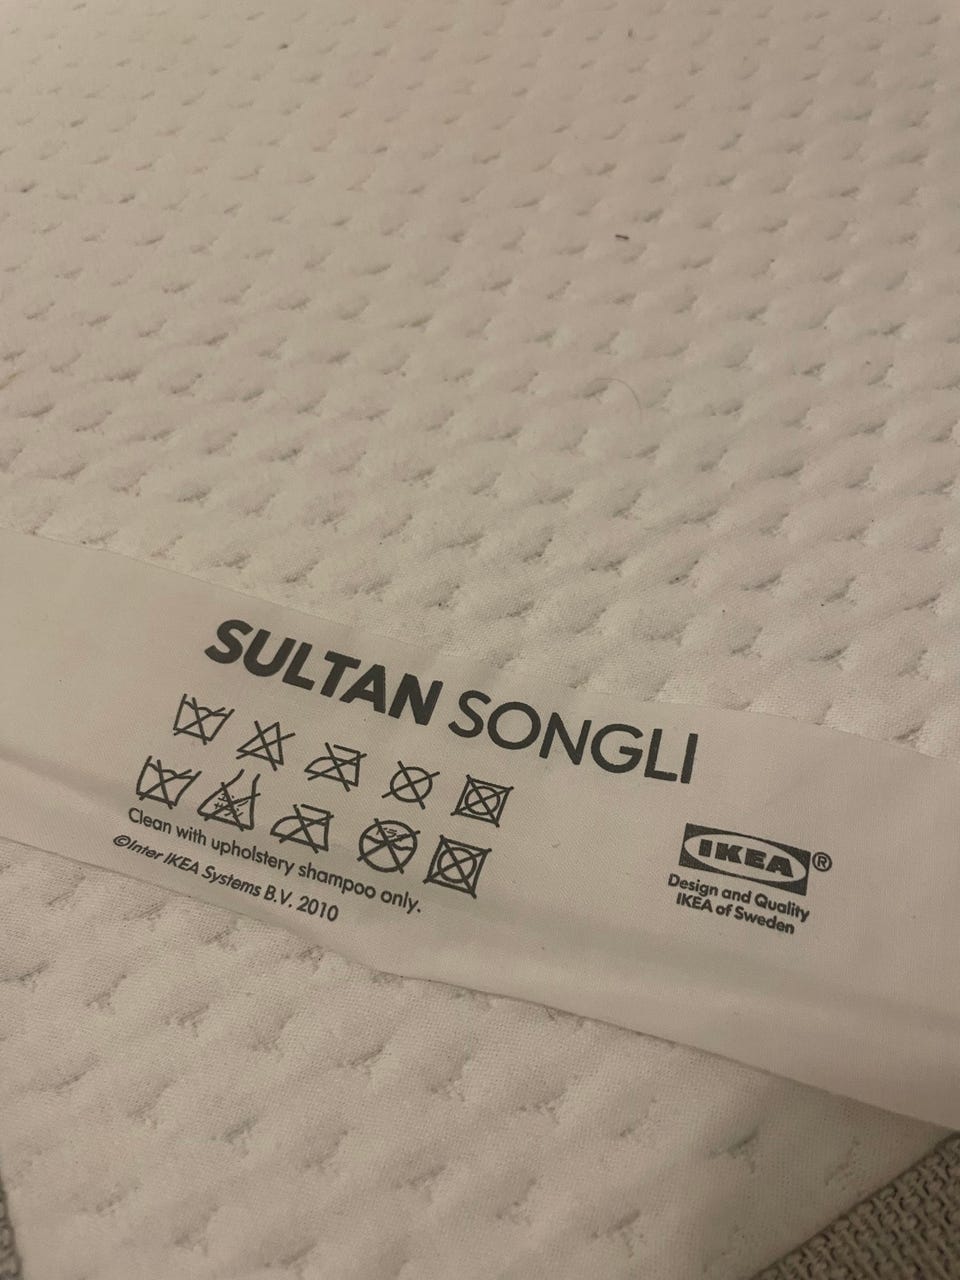 SULTAN SONGLI
Clean with upholstery shampoo only.
©Inter IKEA Systems B.V. 2010
IKEA®
Design and Quality
IKEA of Sweden